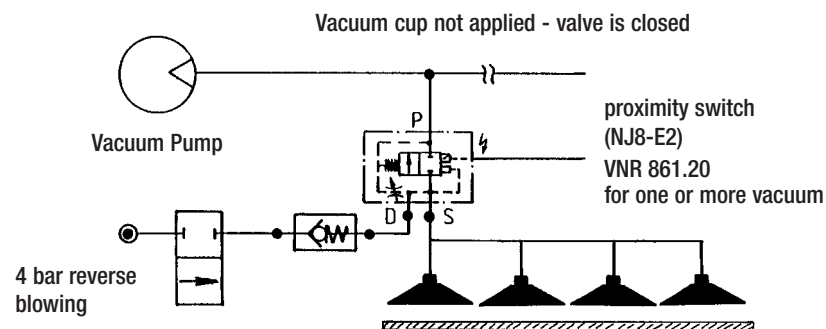 Vacuum cup not applied - valve is closed
Vacuum Pump
P
proximity switch
(NJ8-E2)
VNR 861.20
for one or more vacuum
D
S
4 bar reverse
blowing